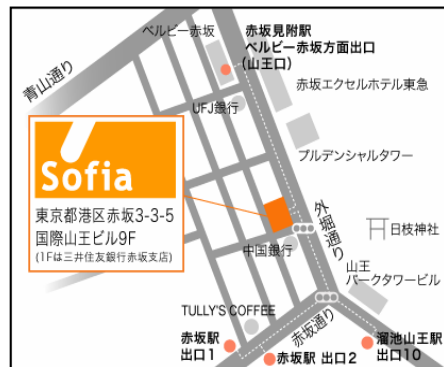 ベルビー赤坂
赤坂見附駅
ベルビー赤坂方面出口
(山王口)
青山通り
赤坂エクセルホテル東急
UFJ銀行
プルデンシャルタワー
Sofia
東京都港区赤坂3-3-5
国際山王ビル9F
(1Fは三井住友銀行赤坂支店)
外堀通り
日枝神社
中国銀行
山王
パークタワービル
TULLY'S COFFEE
赤坂通り
赤坂駅
出口1
赤坂駅 出口2
溜池山王駅
出口10